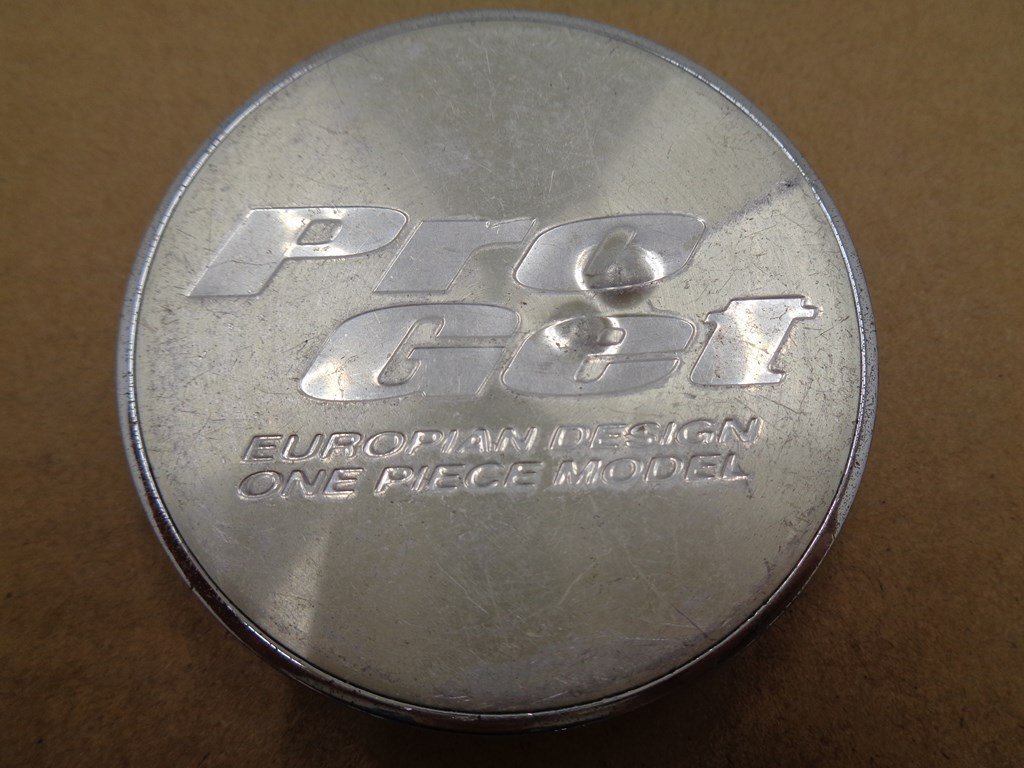 Pro
Get
EUROPIAN DESIGN
ONE PIECE MODEL